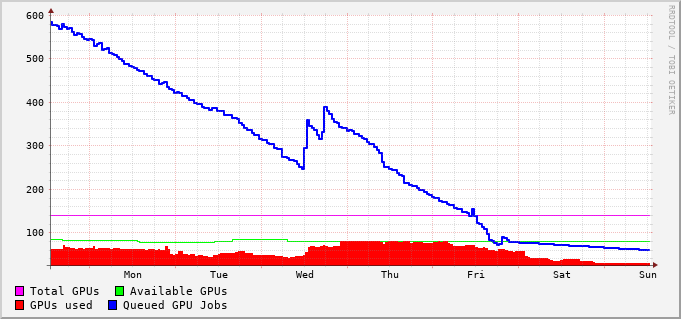 600
500
400
300
200
100
Mon Tue Wed Thu Fri Sat Sun
Total GPUs Available GPUs
GPUs used Queued GPU Jobs
RRDTOOL / TOBI OETIKER